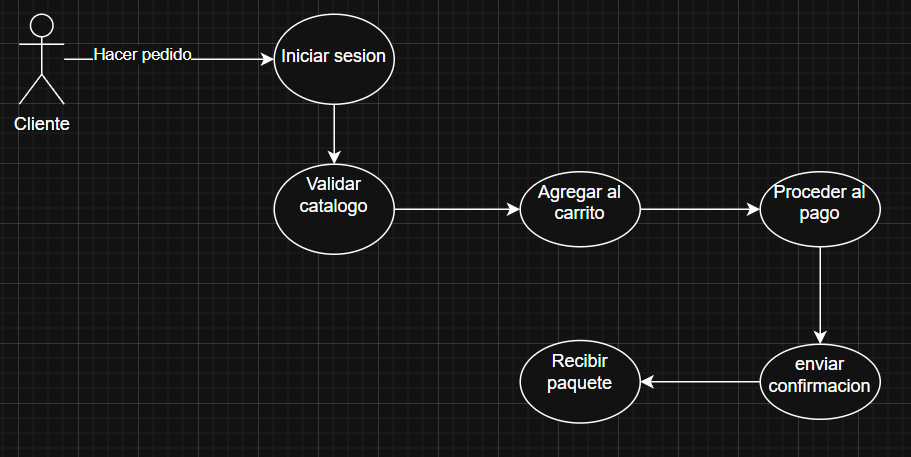 Hacer pedido
Iniciar sesion
Cliente
Validar
catalogo
Agregar al
carrito
Proceder al
pago
Recibir
paquete
enviar
confirmacion